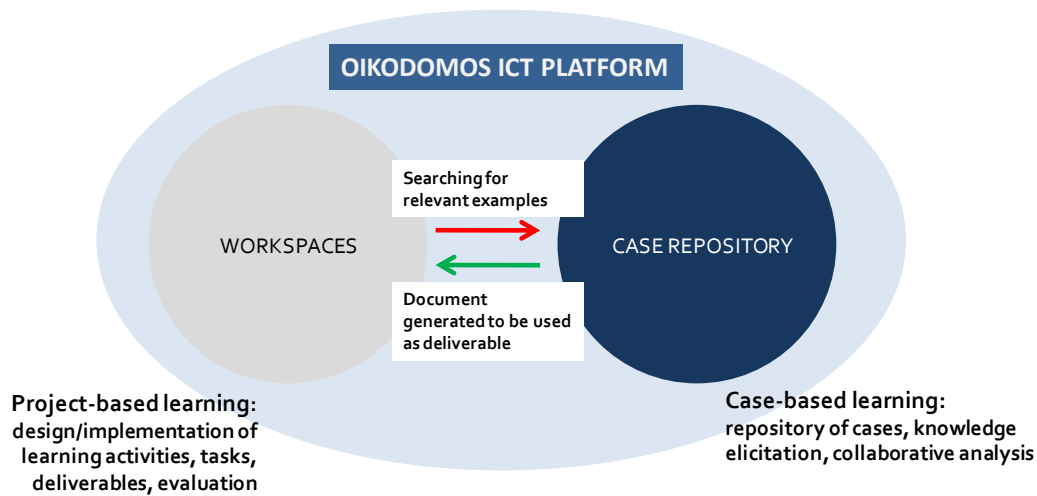 OIKODOMOS ICT PLATFORM
Searching for
relevant examples
WORKSPACES
CASE REPOSITORY
Document
generated to be used
as deliverable
Project-based learning:
design/implementation of
learning activities, tasks,
deliverables, evaluation
Case-based learning:
repository of cases, knowledge
elicitation, collaborative analysis